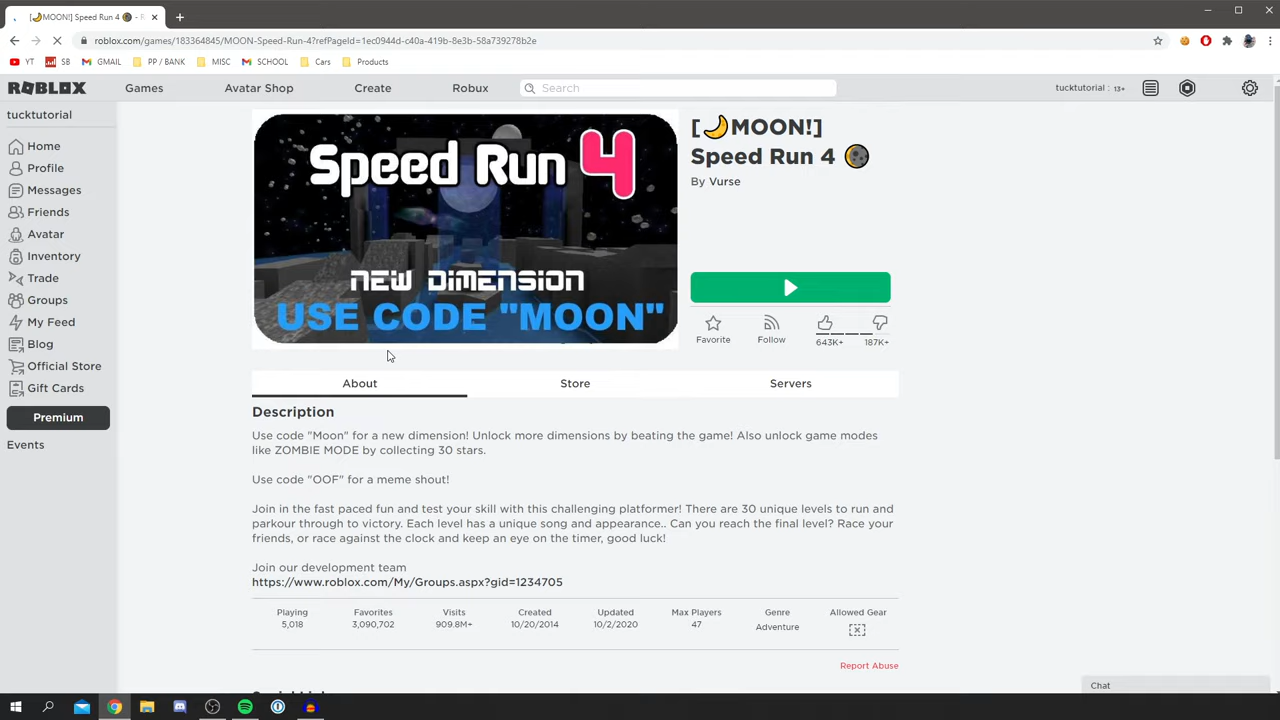 [🌙MOON!] Speed Run 4 🌘 - R
roblox.com/games/183364845/MOON-Speed-Run-4?refPageId=1ec0944d-c40a-419b-8e3b-58a739278b2e
YT SB GMAIL PP / BANK MISC SCHOOL Cars Products
ROBLOX Games Avatar Shop Create Robux Search tucktutorial : 13+
tucktutorial
Home
Profile
Messages
Friends
Avatar
Inventory
Trade
Groups
My Feed
Blog
Official Store
Gift Cards
Premium
Events
Speed Run 4
NEW DIMENSION
USE CODE "MOON"
[🌙MOON!]
Speed Run 4 🌘
By Vurse
Favorite Follow 643K+ 187K+
About Store Servers
Description
Use code "Moon" for a new dimension! Unlock more dimensions by beating the game! Also unlock game modes
like ZOMBIE MODE by collecting 30 stars.
Use code "OOF" for a meme shout!
Join in the fast paced fun and test your skill with this challenging platformer! There are 30 unique levels to run and
parkour through to victory. Each level has a unique song and appearance.. Can you reach the final level? Race your
friends, or race against the clock and keep an eye on the timer, good luck!
Join our development team
https://www.roblox.com/My/Groups.aspx?gid=1234705
Playing Favorites Visits Created Updated Max Players Genre Allowed Gear
5,018 3,090,702 909.8M+ 10/20/2014 10/2/2020 47 Adventure
Report Abuse
Chat